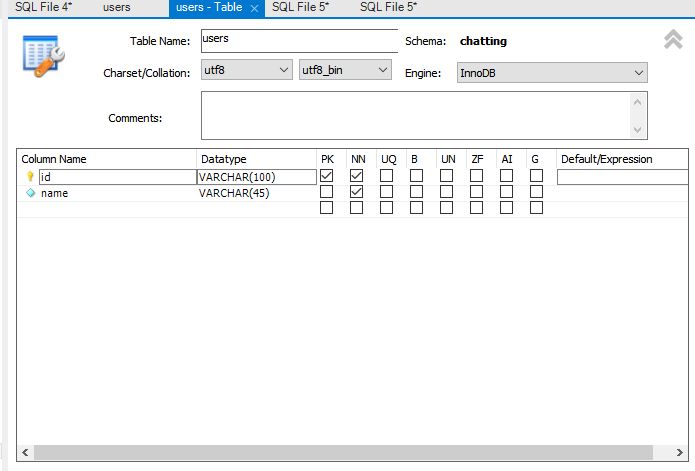 SQL File 4* users users - Table × SQL File 5* SQL File 5*
Table Name: users Schema: chatting
Charset/Collation: utf8 utf8_bin Engine: InnoDB
Comments:
Column Name Datatype PK NN UQ B UN ZF AI G Default/Expression
id VARCHAR(100)
name VARCHAR(45)